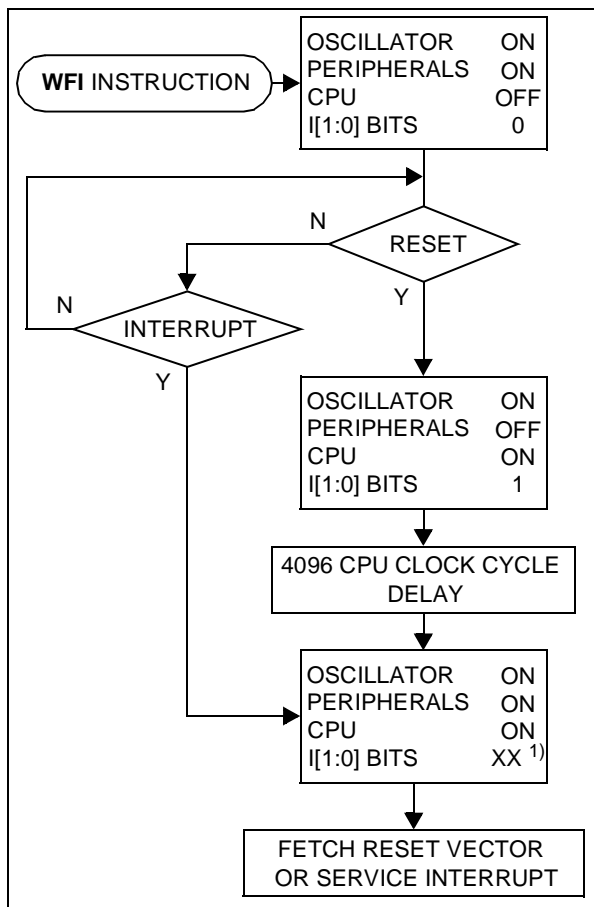 WFI INSTRUCTION
OSCILLATOR ON
PERIPHERALS ON
CPU OFF
I[1:0] BITS 0
RESET
N
Y
INTERRUPT
N
Y
OSCILLATOR ON
PERIPHERALS OFF
CPU ON
I[1:0] BITS 1
4096 CPU CLOCK CYCLE
DELAY
OSCILLATOR ON
PERIPHERALS ON
CPU ON
I[1:0] BITS XX 1)
FETCH RESET VECTOR
OR SERVICE INTERRUPT